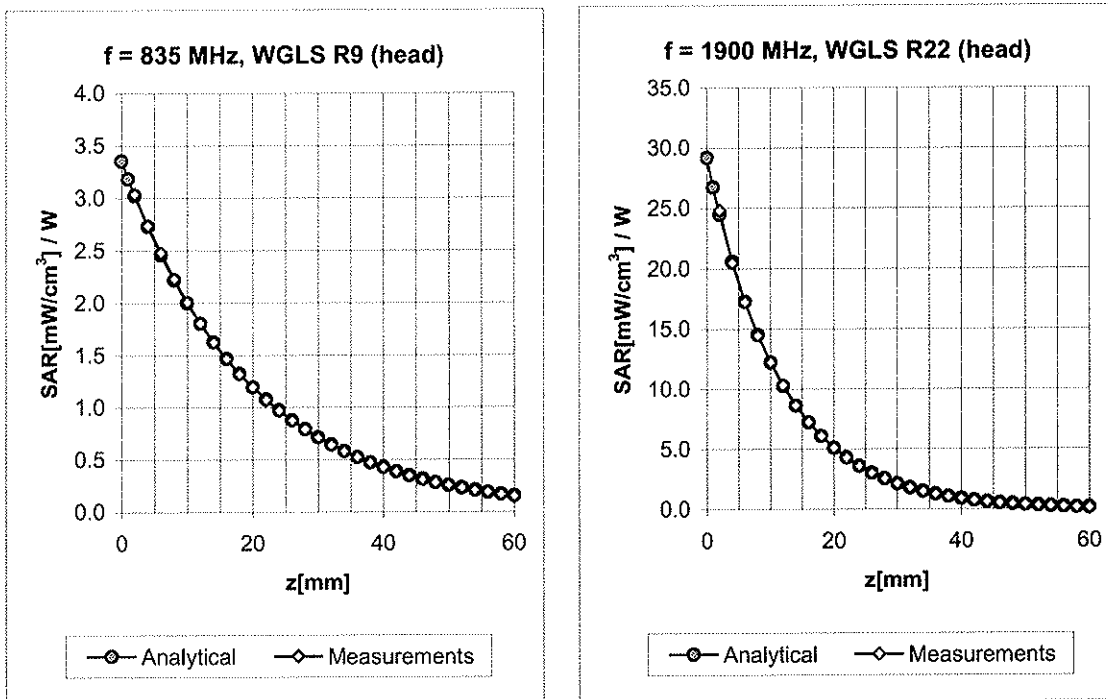 f = 835 MHz, WGLS R9 (head)
SAR[mW/cm³] / W
4.0
3.5
3.0
2.5
2.0
1.5
1.0
0.5
0.0
0 20 40 60
z[mm]
Analytical Measurements
f = 1900 MHz, WGLS R22 (head)
SAR[mW/cm³] / W
35.0
30.0
25.0
20.0
15.0
10.0
5.0
0.0
0 20 40 60
z[mm]
Analytical Measurements